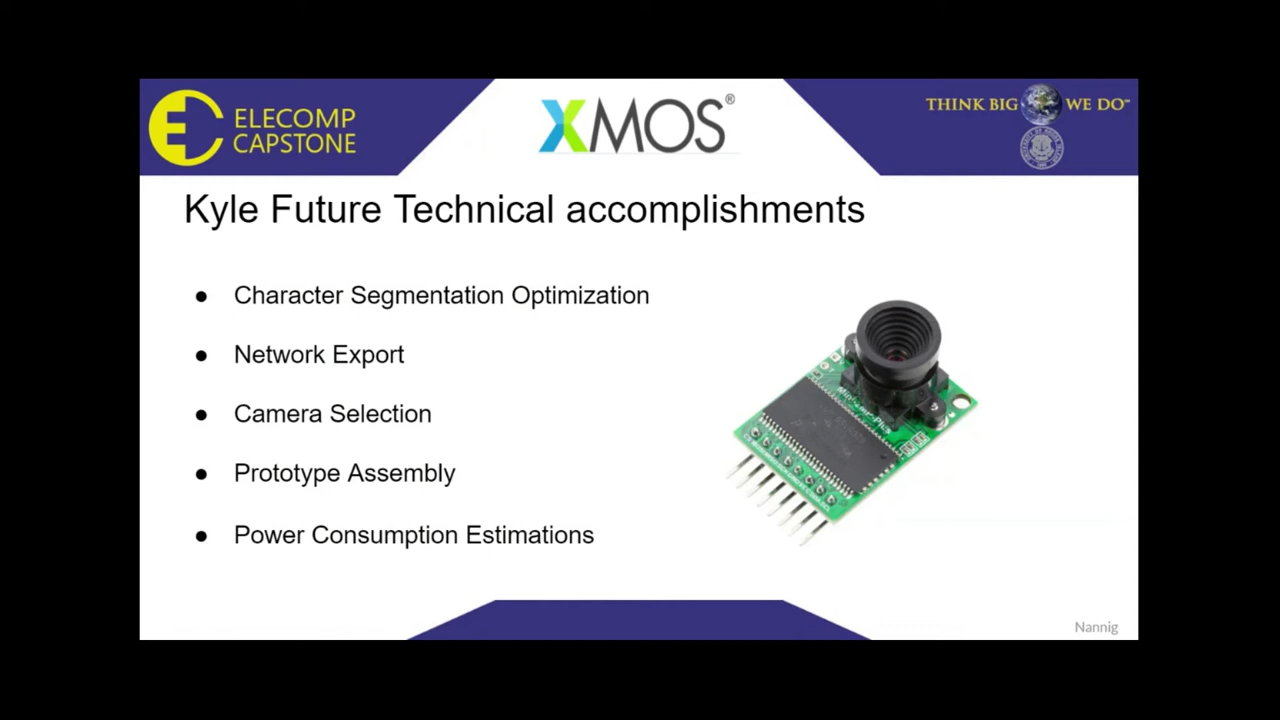 ELECOMP
CAPSTONE
XMOS®
THINK BIG WE DO™
Kyle Future Technical accomplishments
● Character Segmentation Optimization
● Network Export
● Camera Selection
● Prototype Assembly
● Power Consumption Estimations
Nannig